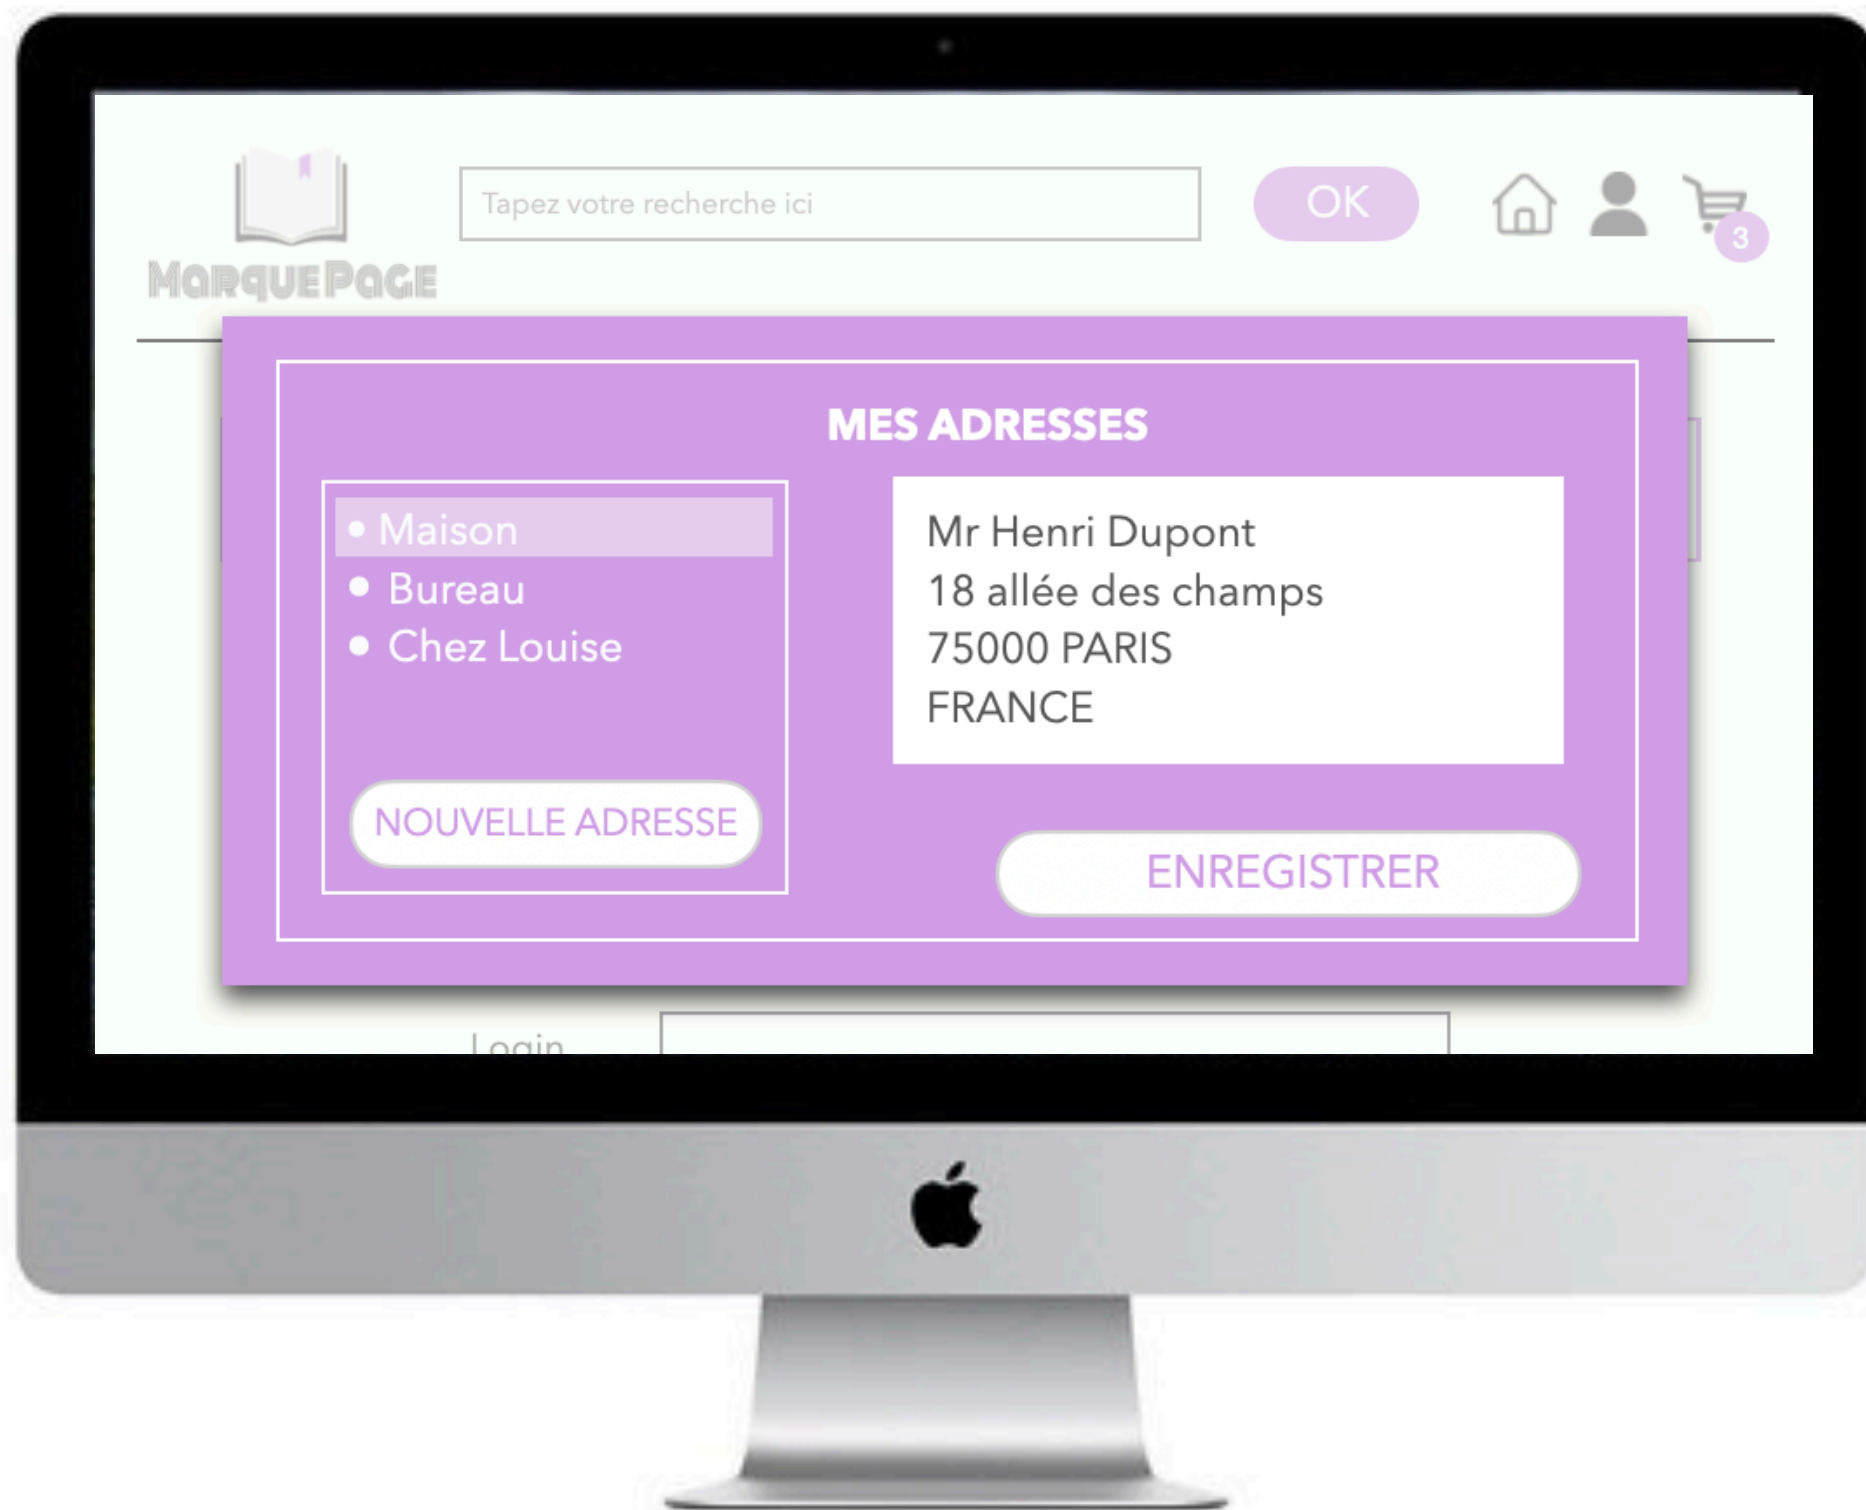 Tapez votre recherche ici
OK
3
MARQUEPAGE
MES ADRESSES
• Maison
• Bureau
• Chez Louise
NOUVELLE ADRESSE
Mr Henri Dupont
18 allée des champs
75000 PARIS
FRANCE
ENREGISTRER
Login